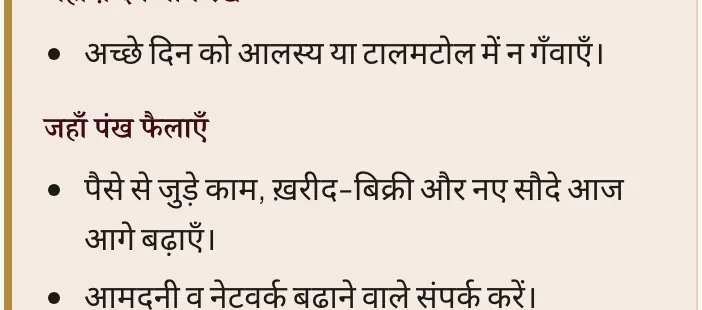 • अच्छे दिन को आलस्य या टालमटोल में न गँवाएँ।
जहाँ पंख फैलाएँ
• पैसे से जुड़े काम, ख़रीद-बिक्री और नए सौदे आज
आगे बढ़ाएँ।
• आमदनी व नेटवर्क बढ़ाने वाले संपर्क करें।